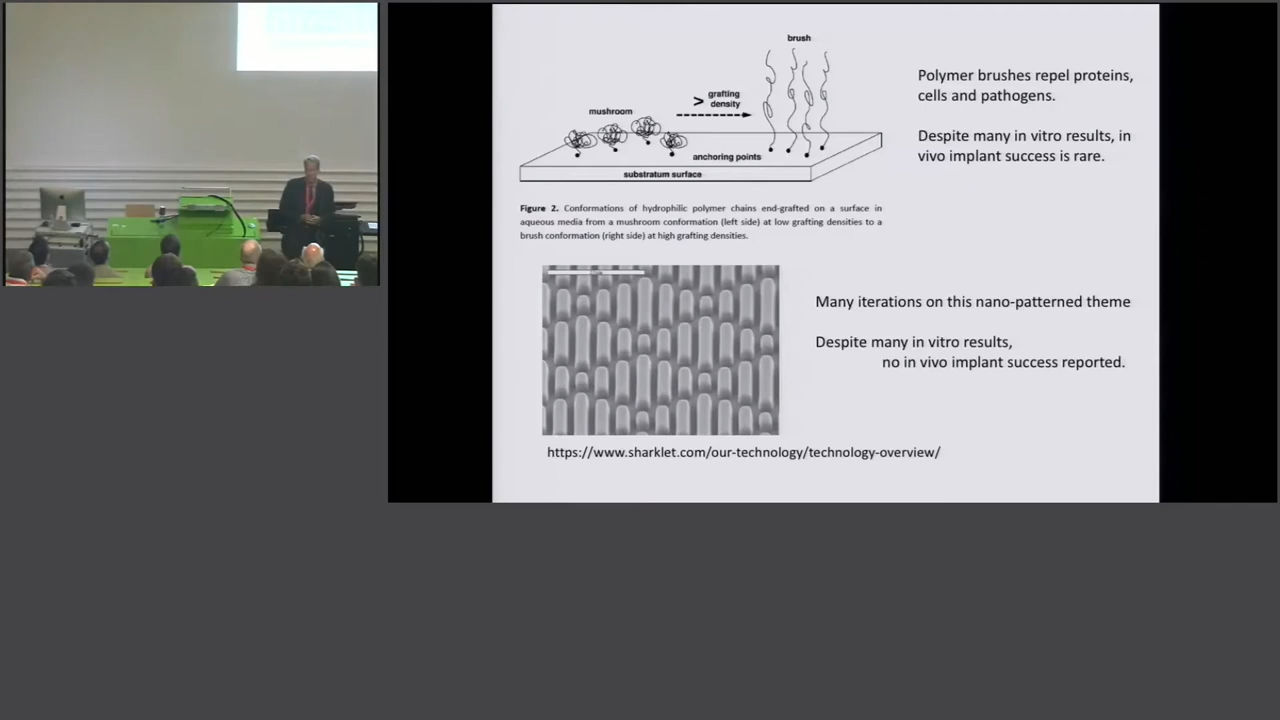 brush
> grafting
density
mushroom
anchoring points
substratum surface
Polymer brushes repel proteins,
cells and pathogens.
Despite many in vitro results, in
vivo implant success is rare.
Figure 2. Conformations of hydrophilic polymer chains end-grafted on a surface in
aqueous media from a mushroom conformation (left side) at low grafting densities to a
brush conformation (right side) at high grafting densities.
Many iterations on this nano-patterned theme
Despite many in vitro results,
no in vivo implant success reported.
https://www.sharklet.com/our-technology/technology-overview/